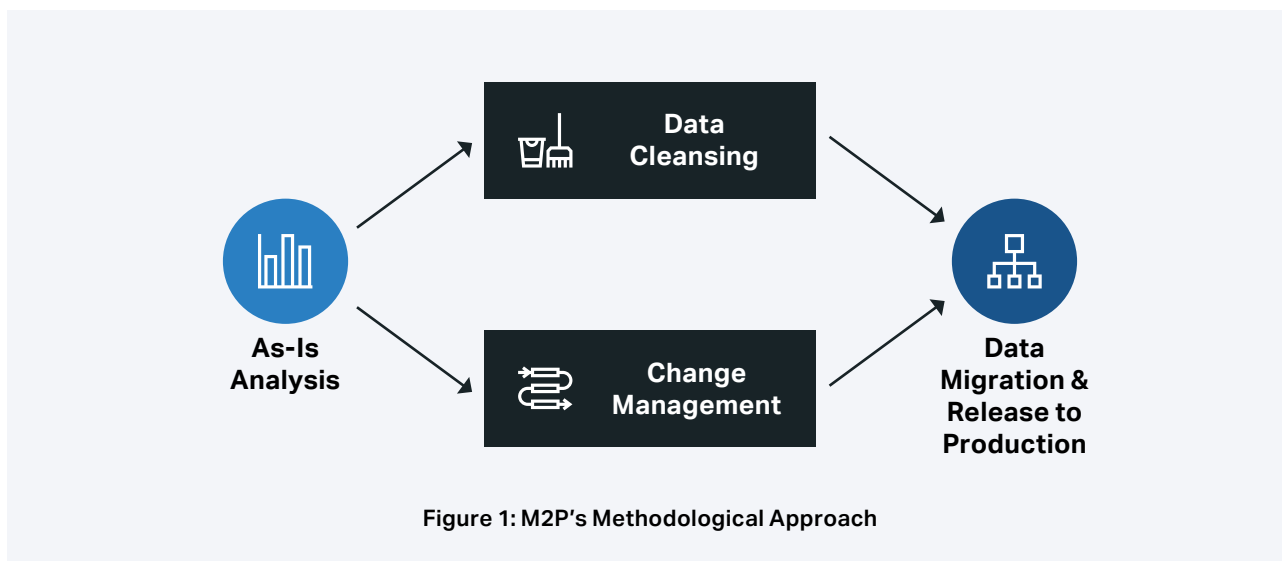 Data
Cleansing
As-Is
Analysis
Change
Management
Data
Migration &
Release to
Production
Figure 1: M2P’s Methodological Approach